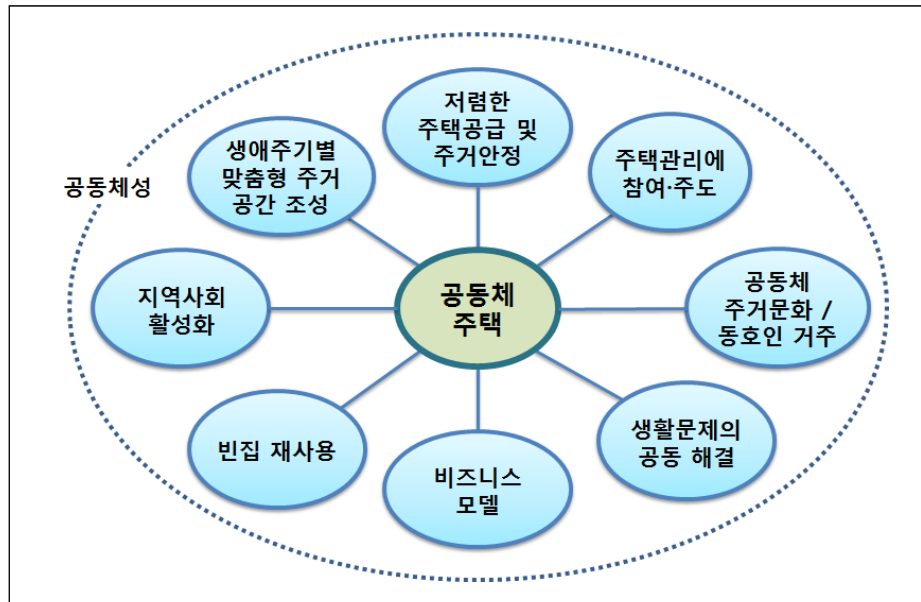 저렴한
주택공급 및
주거안정
생애주기별
맞춤형 주거
공간 조성
주택관리에
참여·주도
공동체성
지역사회
활성화
공동체
주택
공동체
주거문화 /
동호인 거주
빈집 재사용
비즈니스
모델
생활문제의
공동 해결